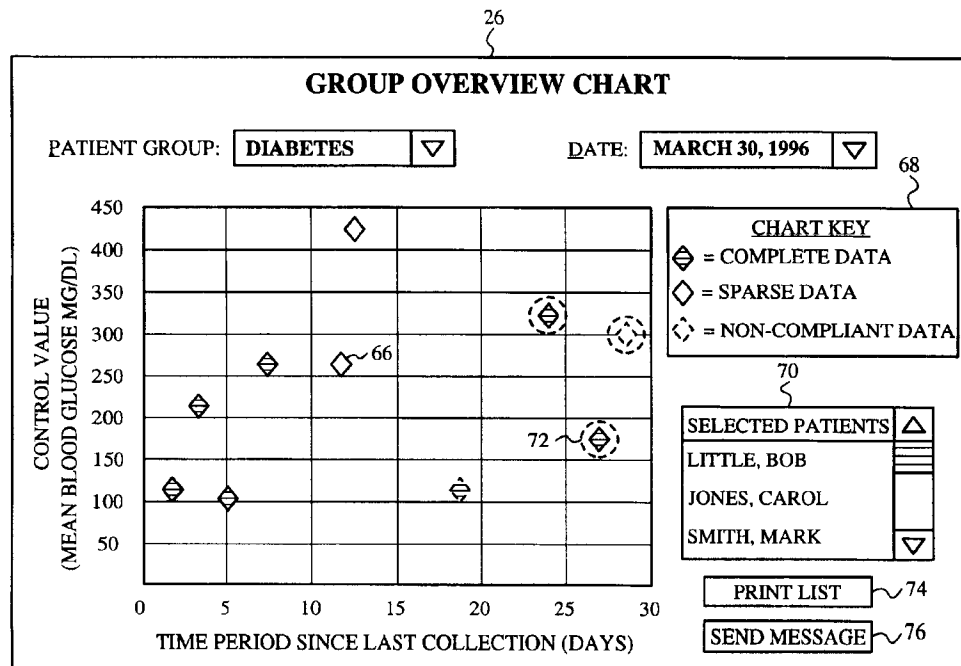 26
GROUP OVERVIEW CHART
PATIENT GROUP: DIABETES
DATE: MARCH 30, 1996
68
CHART KEY
= COMPLETE DATA
= SPARSE DATA
= NON-COMPLIANT DATA
CONTROL VALUE
(MEAN BLOOD GLUCOSE MG/DL)
450
400
350
300
250
200
150
100
50
66
72
0 5 10 15 20 25 30
TIME PERIOD SINCE LAST COLLECTION (DAYS)
70
SELECTED PATIENTS
LITTLE, BOB
JONES, CAROL
SMITH, MARK
PRINT LIST 74
SEND MESSAGE 76